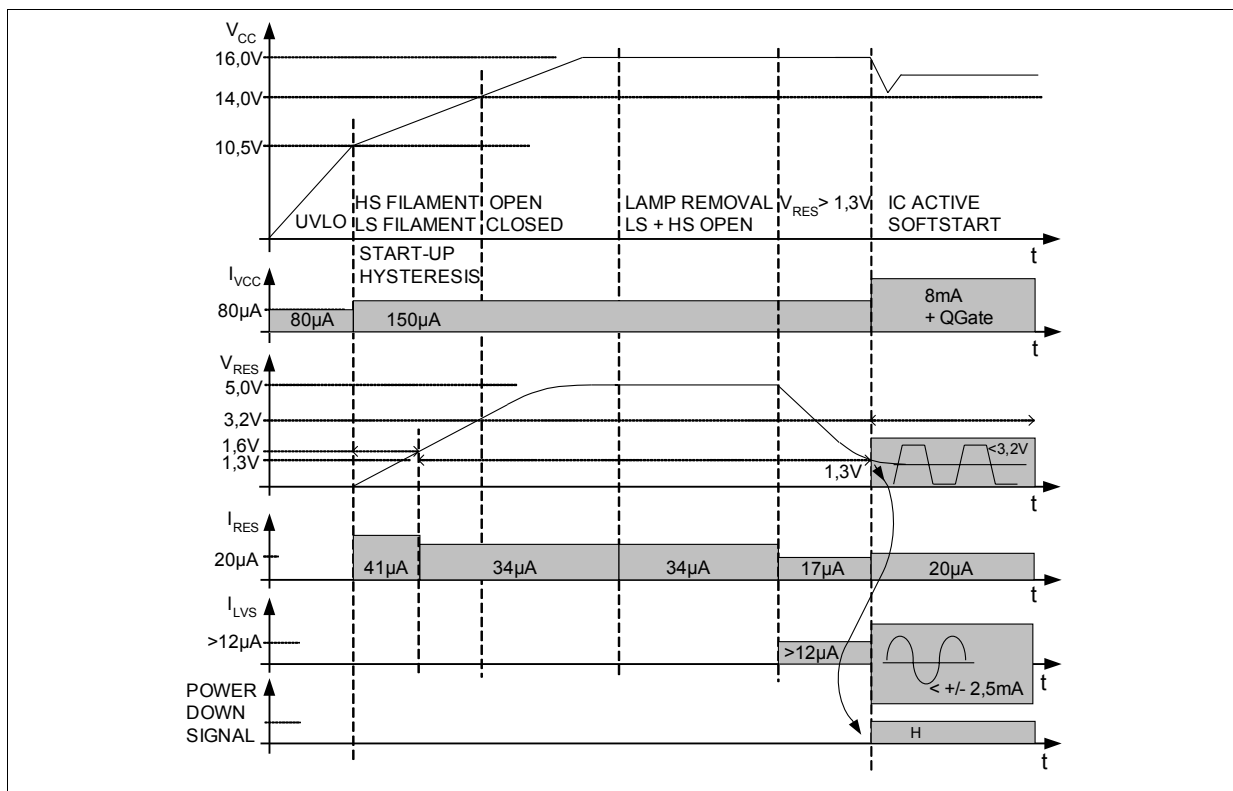 VCC
16,0V
14,0V
10,5V
UVLO
HS FILAMENT OPEN
LS FILAMENT CLOSED
LAMP REMOVAL
LS + HS OPEN
VRES > 1,3V
IC ACTIVE
SOFTSTART
t
START-UP
HYSTERESIS
IVCC
80µA
80µA
150µA
8mA
+ QGate
t
VRES
5,0V
3,2V
1,6V
1,3V
1,3V
<3,2V
t
IRES
20µA
41µA
34µA
34µA
17µA
20µA
t
ILVS
>12µA
>12µA
< +/- 2,5mA
t
POWER
DOWN
SIGNAL
H
t